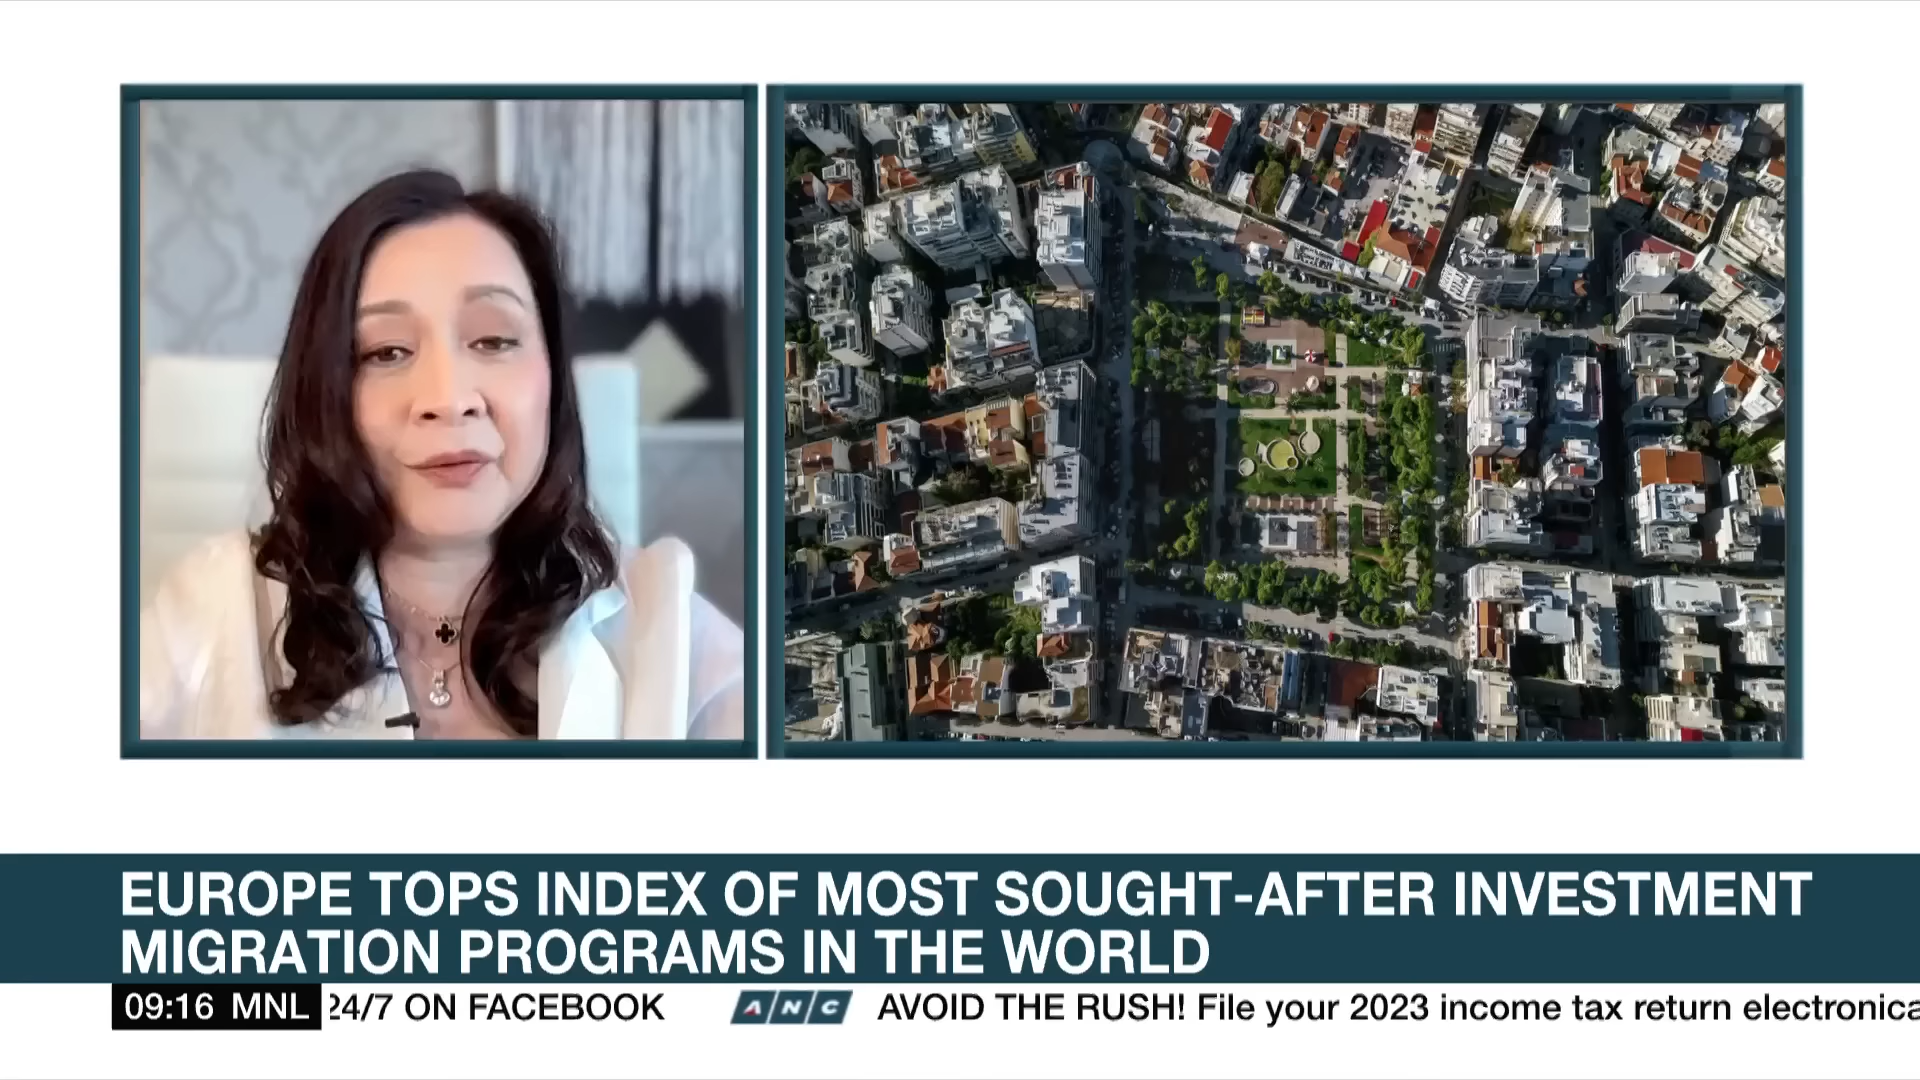 EUROPE TOPS INDEX OF MOST SOUGHT-AFTER INVESTMENT
MIGRATION PROGRAMS IN THE WORLD
09:16 MNL 24/7 ON FACEBOOK ANC AVOID THE RUSH! File your 2023 income tax return electronica